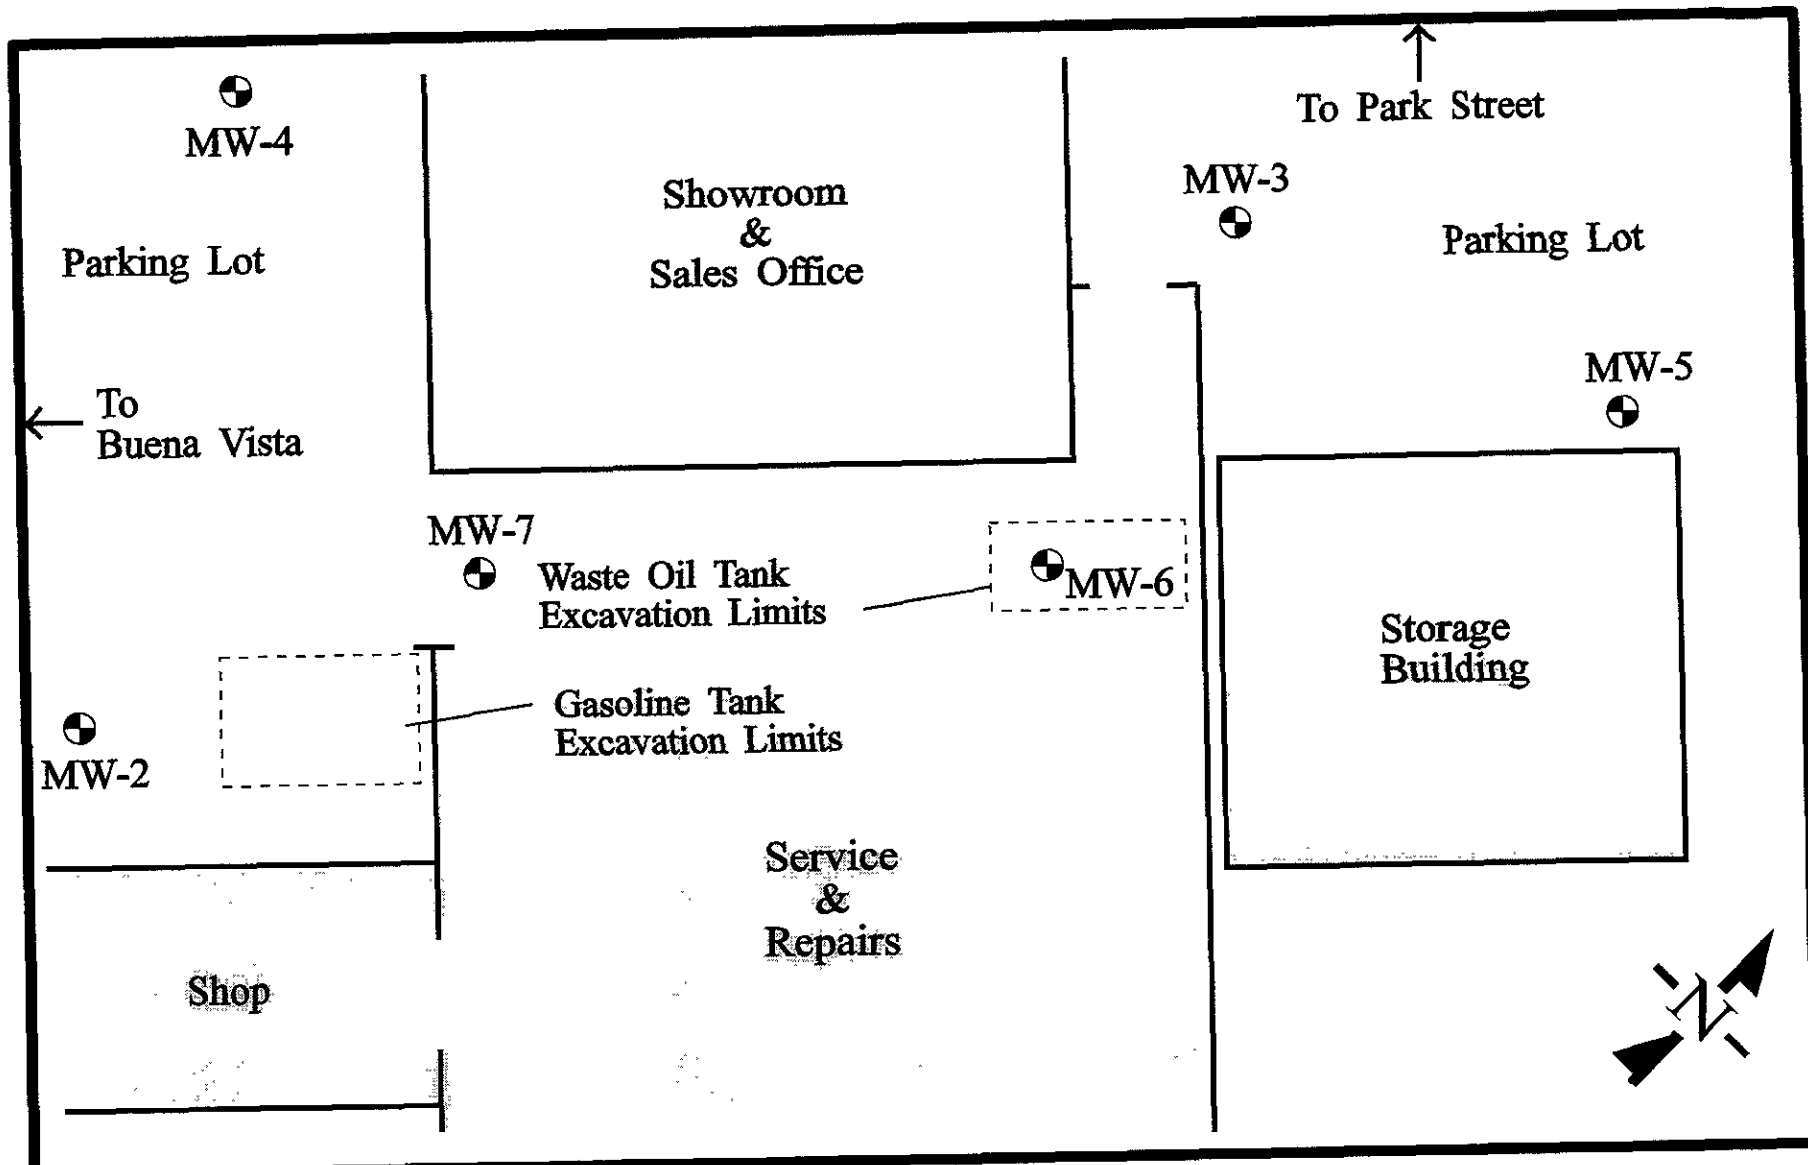 MW-4
To Park Street
MW-3
Showroom
&
Sales Office
Parking Lot
Parking Lot
MW-5
To
Buena Vista
MW-7
Waste Oil Tank
Excavation Limits
MW-6
Storage
Building
Gasoline Tank
Excavation Limits
MW-2
Service
&
Repairs
Shop
N